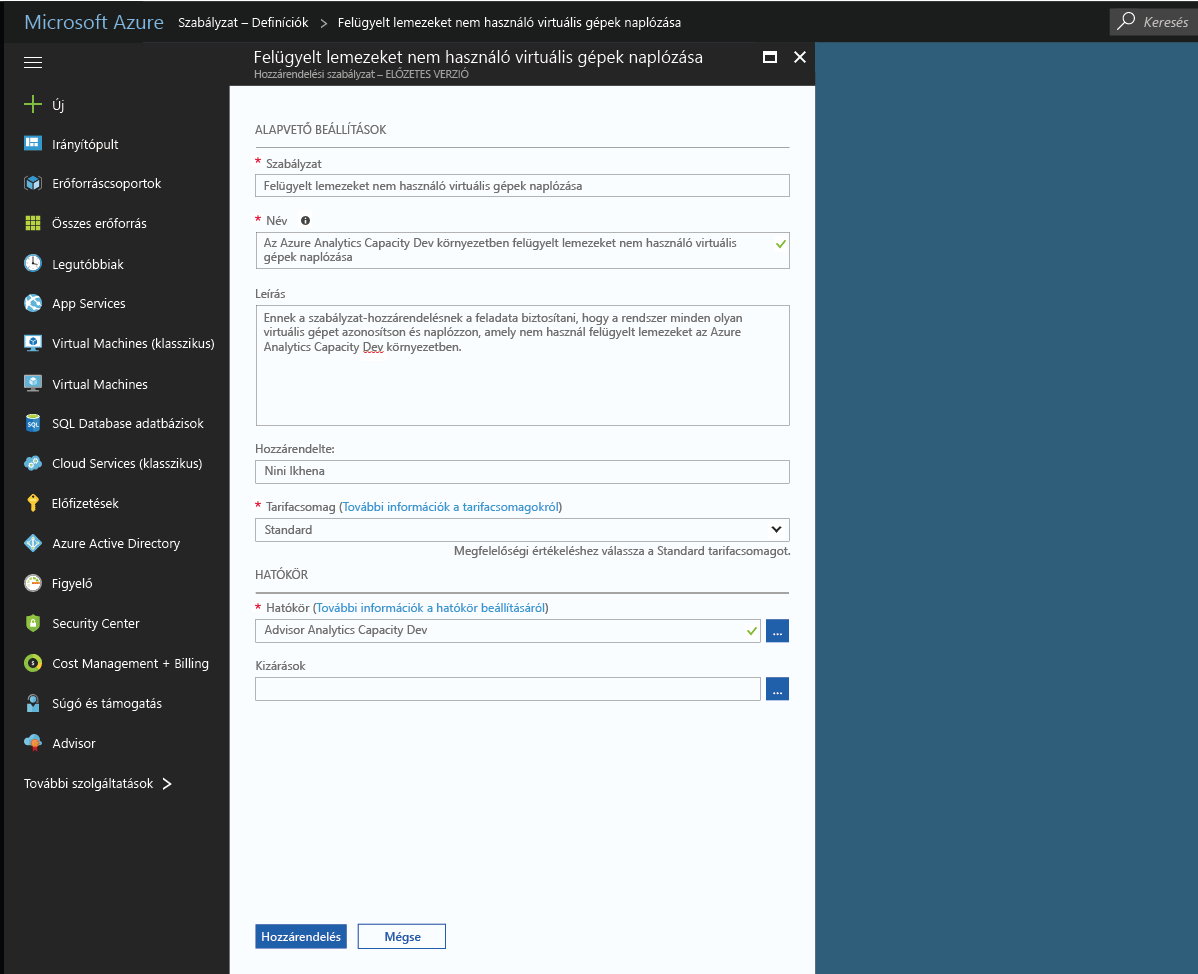 Microsoft Azure Szabályzat – Definíciók > Felügyelt lemezeket nem használó virtuális gépek naplózása Keresés
Felügyelt lemezeket nem használó virtuális gépek naplózása
Hozzárendelési szabályzat – ELŐZETES VERZIÓ
Új
Irányítópult
Erőforráscsoportok
Összes erőforrás
Legutóbbiak
App Services
Virtual Machines (klasszikus)
Virtual Machines
SQL Database adatbázisok
Cloud Services (klasszikus)
Előfizetések
Azure Active Directory
Figyelő
Security Center
Cost Management + Billing
Súgó és támogatás
Advisor
További szolgáltatások >
ALAPVETŐ BEÁLLÍTÁSOK
* Szabályzat
Felügyelt lemezeket nem használó virtuális gépek naplózása
* Név
Az Azure Analytics Capacity Dev környezetben felügyelt lemezeket nem használó virtuális
gépek naplózása
Leírás
Ennek a szabályzat-hozzárendelésnek a feladata biztosítani, hogy a rendszer minden olyan
virtuális gépet azonosítson és naplózzon, amely nem használ felügyelt lemezeket az Azure
Analytics Capacity Dev környezetben.
Hozzárendelte:
Nini Ikhena
* Tarifacsomag (További információk a tarifacsomagokról)
Standard
Megfelelőségi értékeléshez válassza a Standard tarifacsomagot.
HATÓKÖR
* Hatókör (További információk a hatókör beállításáról)
Advisor Analytics Capacity Dev
...
Kizárások
...
Hozzárendelés Mégse